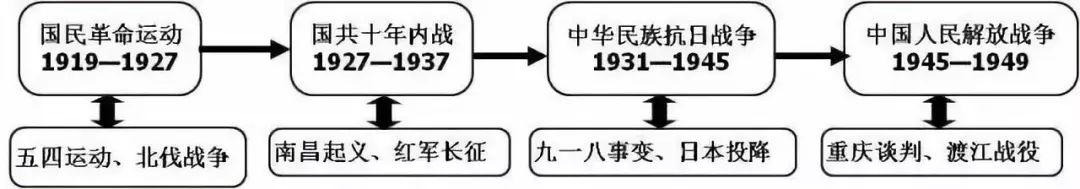 国民革命运动
1919—1927
国共十年内战
1927—1937
中华民族抗日战争
1931—1945
中国人民解放战争
1945—1949
五四运动、北伐战争
南昌起义、红军长征
九一八事变、日本投降
重庆谈判、渡江战役